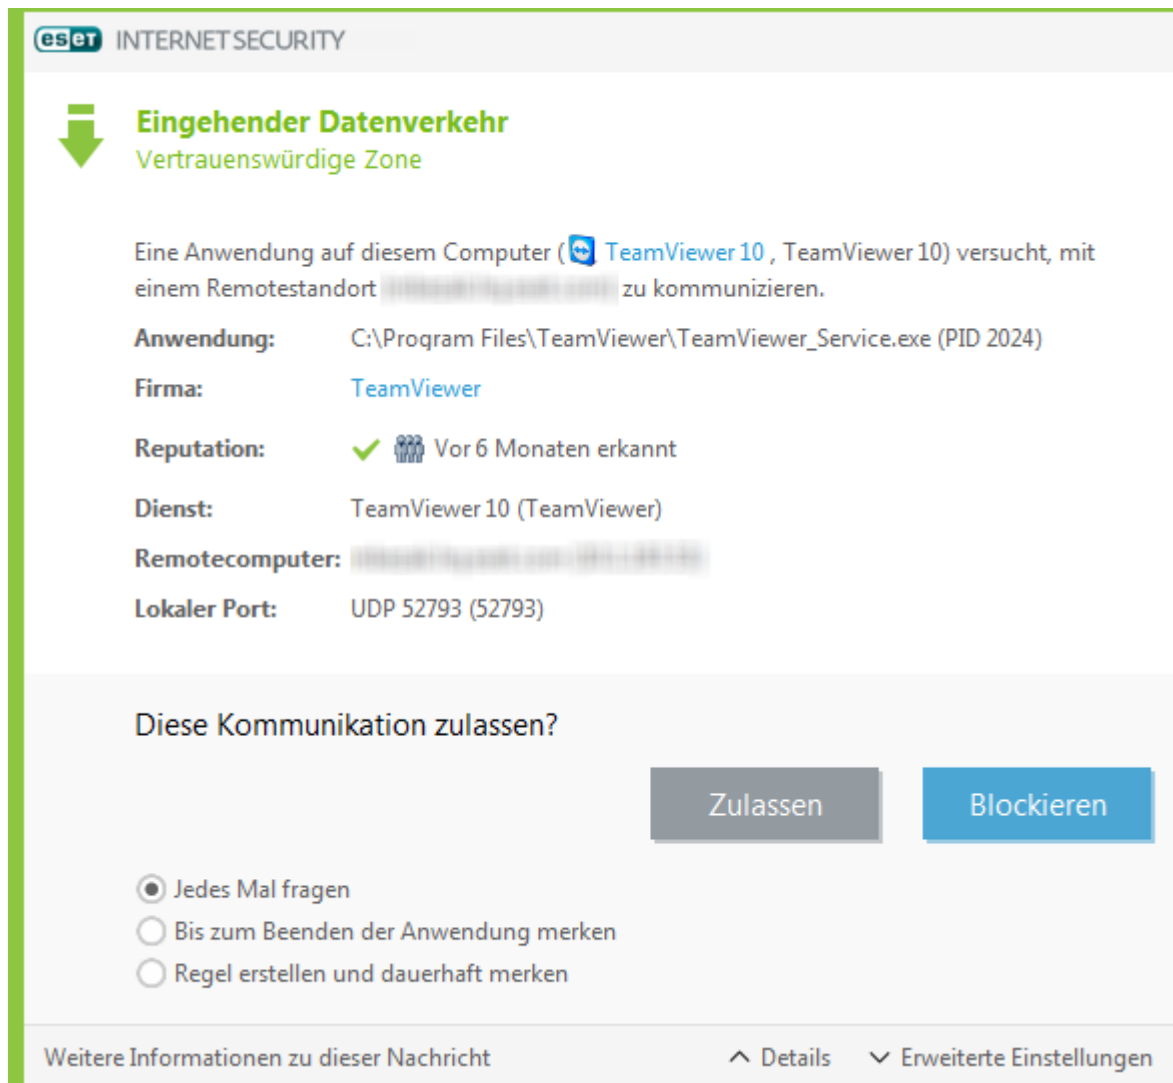 eseT INTERNET SECURITY
Eingehender Datenverkehr
Vertrauenswürdige Zone
Eine Anwendung auf diesem Computer ( TeamViewer 10 , TeamViewer 10) versucht, mit
einem Remotestandort zu kommunizieren.
Anwendung: C:\Program Files\TeamViewer\TeamViewer_Service.exe (PID 2024)
Firma: TeamViewer
Reputation: Vor 6 Monaten erkannt
Dienst: TeamViewer 10 (TeamViewer)
Remotecomputer:
Lokaler Port: UDP 52793 (52793)
Diese Kommunikation zulassen?
Zulassen Blockieren
Jedes Mal fragen
Bis zum Beenden der Anwendung merken
Regel erstellen und dauerhaft merken
Weitere Informationen zu dieser Nachricht Details Erweiterte Einstellungen